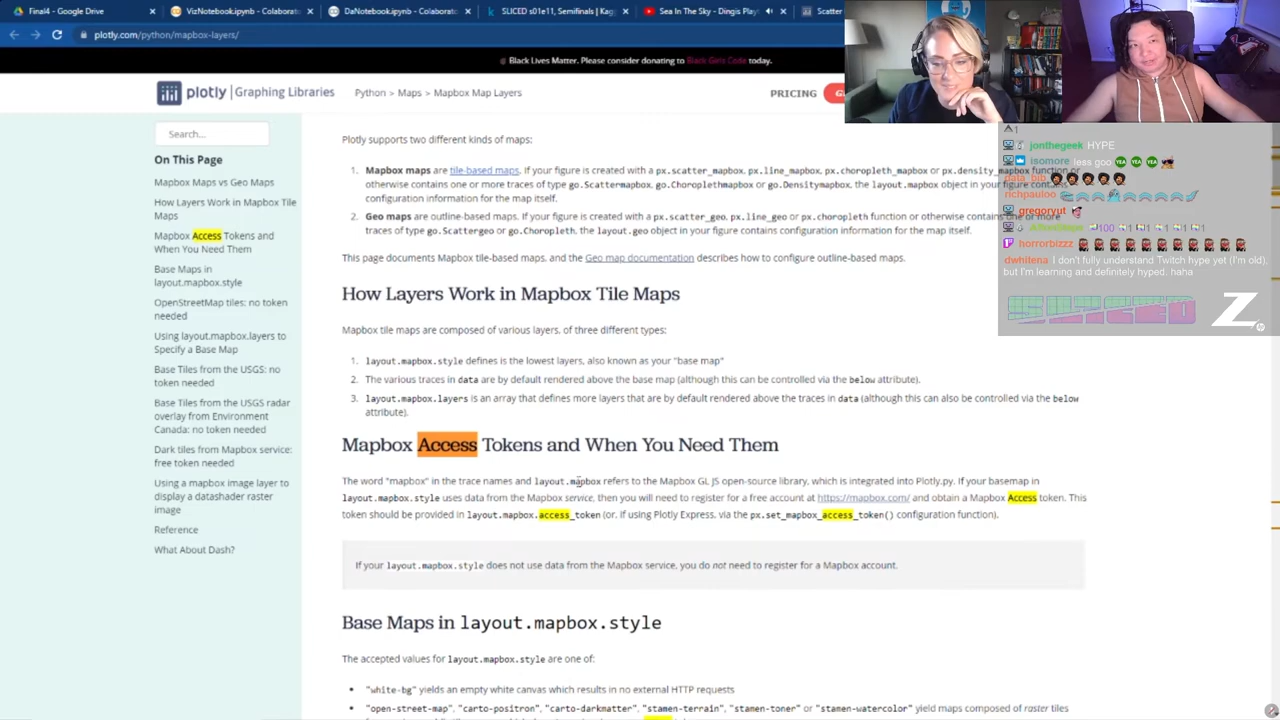 Final4 - Google Drive
VizNotebook.ipynb - Colaborato
DaNotebook.ipynb - Colaborato
SLICED s01e11, Semifinals | Kagg
Sea In The Sky - Dingis Play
Scatter
plotly.com/python/mapbox-layers/
Black Lives Matter. Please consider donating to Black Girls Code today.
plotly | Graphing Libraries
Python > Maps > Mapbox Map Layers
PRICING
Search...
On This Page
Mapbox Maps vs Geo Maps
How Layers Work in Mapbox Tile
Maps
Mapbox Access Tokens and
When You Need Them
Base Maps in
layout.mapbox.style
OpenStreetMap tiles: no token
needed
Using layout.mapbox.layers to
Specify a Base Map
Base Tiles from the USGS: no
token needed
Base Tiles from the USGS radar
overlay from Environment
Canada: no token needed
Dark tiles from Mapbox service:
free token needed
Using a mapbox image layer to
display a datashader raster
image
Reference
What About Dash?
Plotly supports two different kinds of maps:
1. Mapbox maps are tile-based maps. If your figure is created with a px.scatter_mapbox, px.line_mapbox, px.choropleth_mapbox or px.density_mapbox function or
otherwise contains one or more traces of type go.Scattermapbox, go.Choroplethmapbox or go.Densitymapbox, the layout.mapbox object in your figure contains
configuration information for the map itself.
2. Geo maps are outline-based maps. If your figure is created with a px.scatter_geo, px.line_geo or px.choropleth function or otherwise contains one or more
traces of type go.Scattergeo or go.Choropleth, the layout.geo object in your figure contains configuration information for the map itself.
This page documents Mapbox tile-based maps, and the Geo map documentation describes how to configure outline-based maps.
How Layers Work in Mapbox Tile Maps
Mapbox tile maps are composed of various layers, of three different types:
1. layout.mapbox.style defines is the lowest layers, also known as your "base map"
2. The various traces in data are by default rendered above the base map (although this can be controlled via the below attribute).
3. layout.mapbox.layers is an array that defines more layers that are by default rendered above the traces in data (although this can also be controlled via the below
attribute).
Mapbox Access Tokens and When You Need Them
The word "mapbox" in the trace names and layout.mapbox refers to the Mapbox GL JS open-source library, which is integrated into Plotly.py. If your basemap in
layout.mapbox.style uses data from the Mapbox service, then you will need to register for a free account at https://mapbox.com/ and obtain a Mapbox Access token. This
token should be provided in layout.mapbox.access_token (or, if using Plotly Express, via the px.set_mapbox_access_token() configuration function).
If your layout.mapbox.style does not use data from the Mapbox service, you do not need to register for a Mapbox account.
Base Maps in layout.mapbox.style
The accepted values for layout.mapbox.style are one of:
"white-bg" yields an empty white canvas which results in no external HTTP requests
"open-street-map", "carto-positron", "carto-darkmatter", "stamen-terrain", "stamen-toner" or "stamen-watercolor" yield maps composed of raster tiles
1
jonthegeek HYPE
isomore less goo YEA YEA YEA
data_bib
richpauloo
gregoryut
100 1 1 1 1
horrorbizzz
dwhilena I don't fully understand Twitch hype yet (I'm old),
but I'm learning and definitely hyped. haha
SLICED
Z